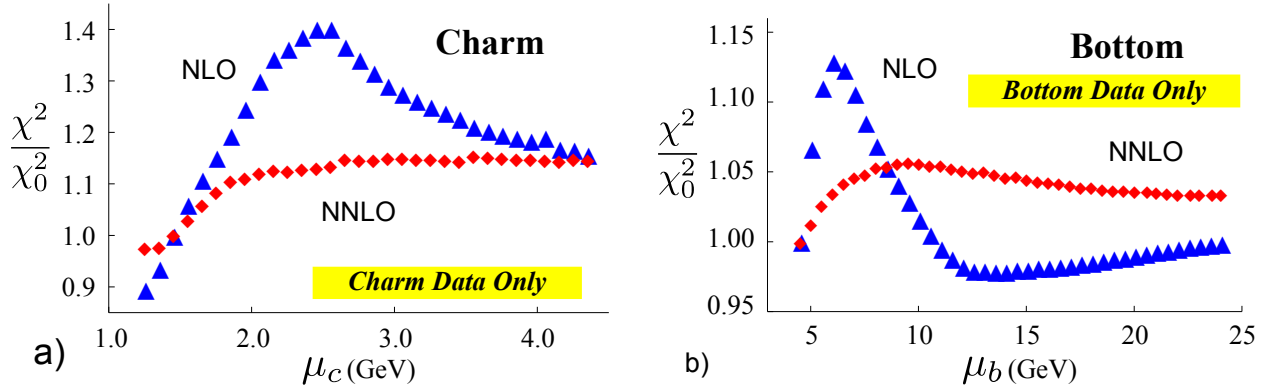 Charm
NLO
NNLO
Charm Data Only
χ²
χ₀²
1.4
1.3
1.2
1.1
1.0
0.9
1.0 2.0 3.0 4.0
μ_c (GeV)
a)
Bottom
NLO
Bottom Data Only
NNLO
χ²
χ₀²
1.15
1.10
1.05
1.00
0.95
5 10 15 20 25
μ_b (GeV)
b)